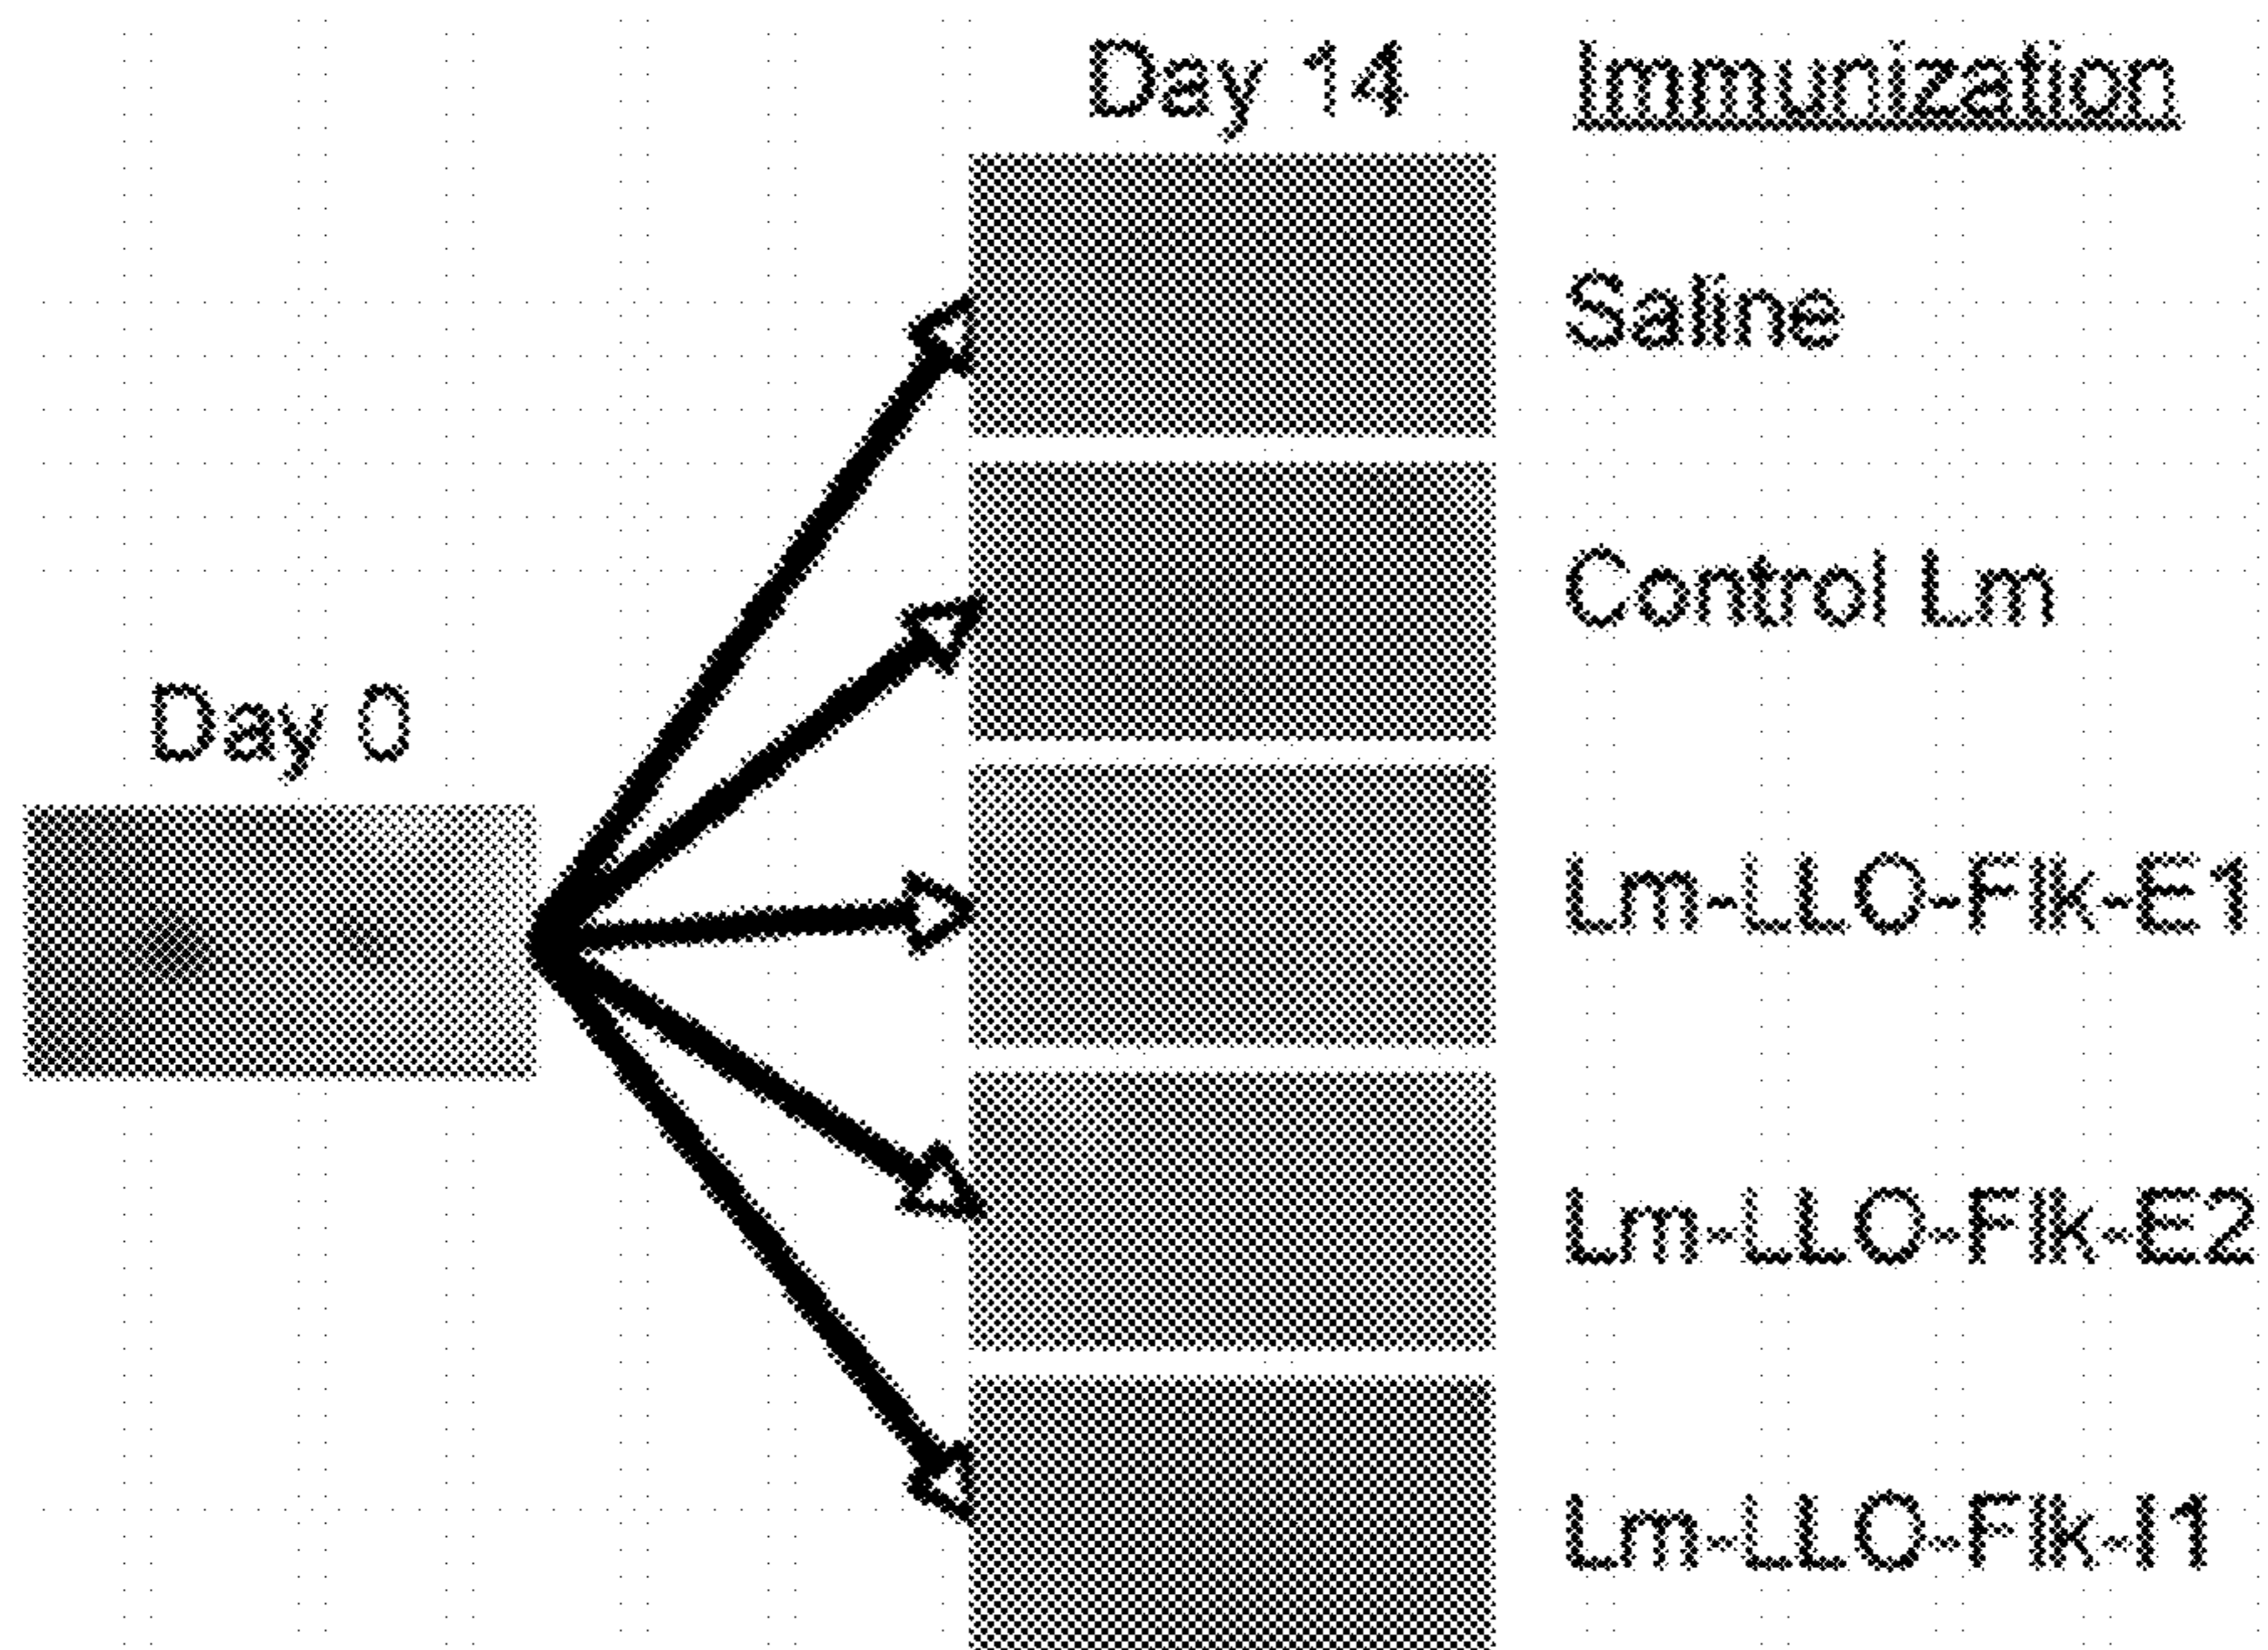 Day 14 Immunization
Saline
Control Lm
Day 0
Lm-LLO-Flk-E1
Lm-LLO-Flk-E2
Lm-LLO-Flk-I1